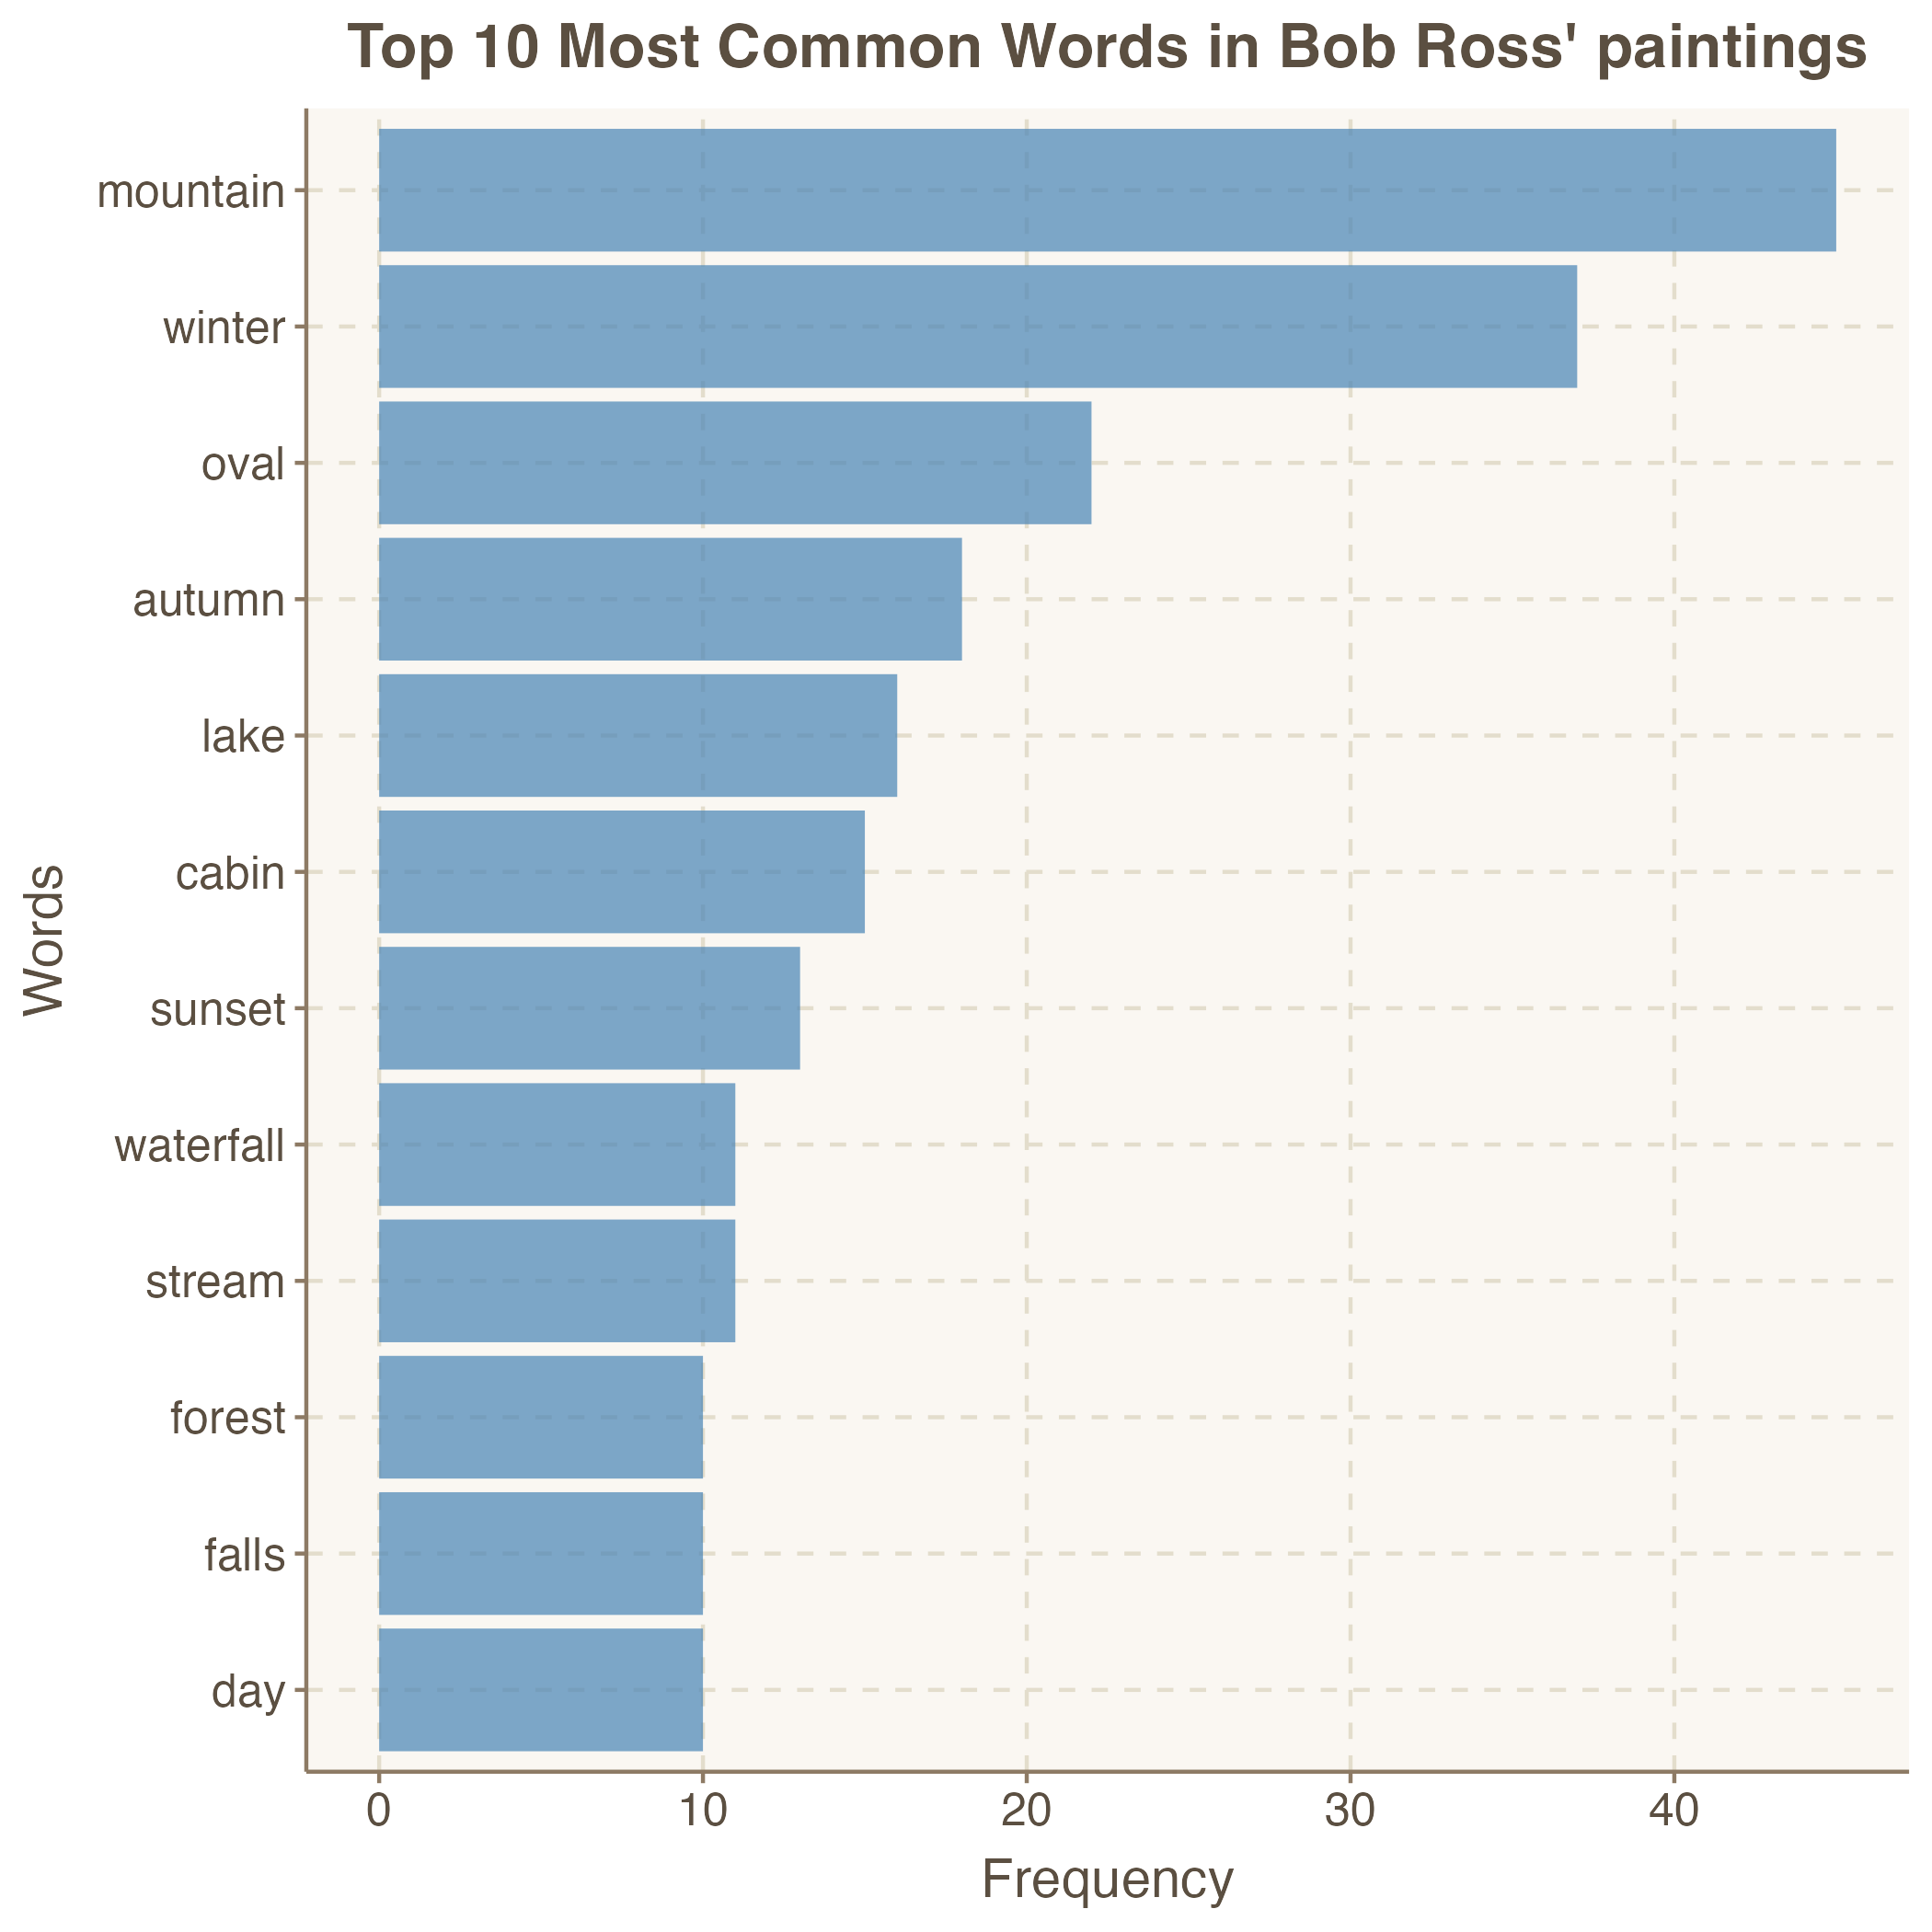 Top 10 Most Common Words in Bob Ross' paintings
mountain
winter
oval
autumn
lake
cabin
sunset
waterfall
stream
forest
falls
day
Words
0 10 20 30 40
Frequency